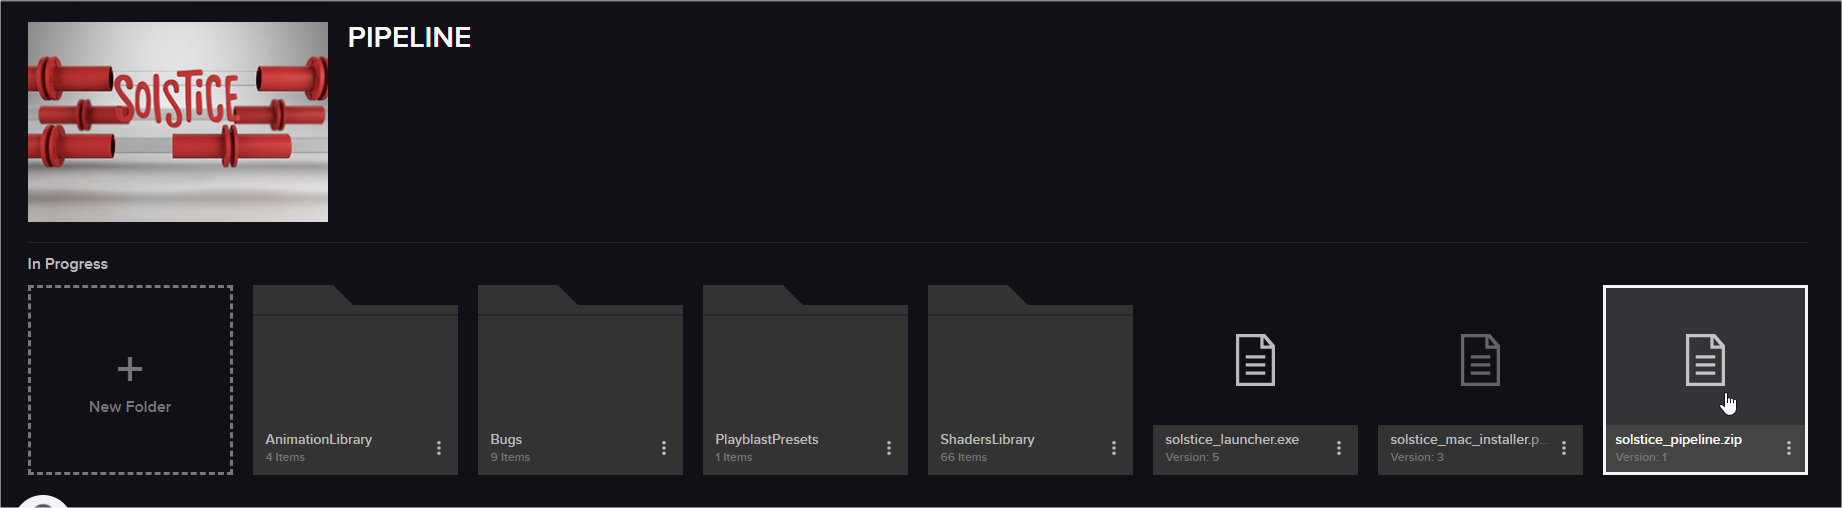 SOLSTICE
PIPELINE
In Progress
New Folder
AnimationLibrary
4 Items
Bugs
9 Items
PlayblastPresets
1 Items
ShadersLibrary
66 Items
solstice_launcher.exe
Version: 5
solstice_mac_installer.p...
Version: 3
solstice_pipeline.zip
Version: 1